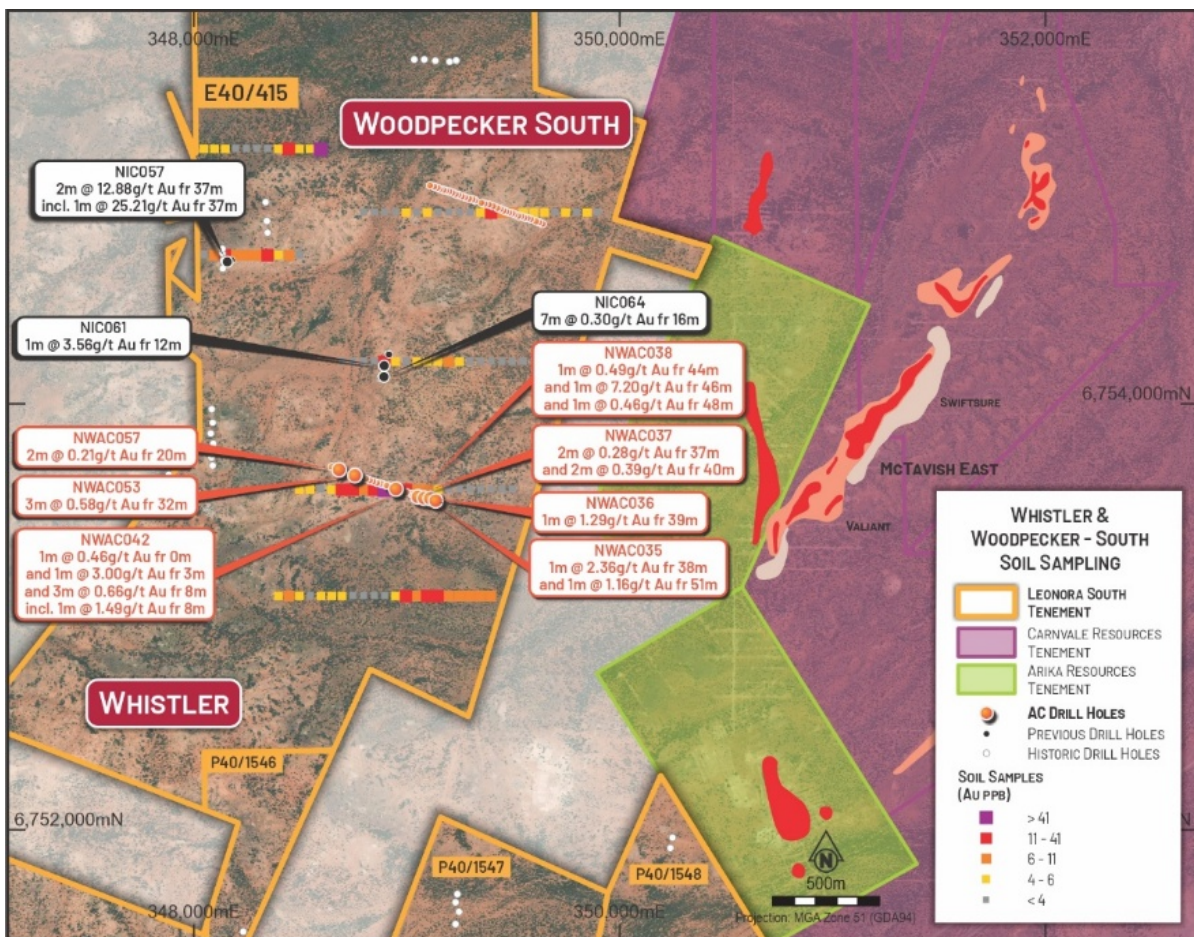 348,000mE
350,000mE
352,000mE
E40/415
WOODPECKER SOUTH
NIC057
2m @ 12.88g/t Au fr 37m
incl. 1m @ 25.21g/t Au fr 37m
NIC061
1m @ 3.56g/t Au fr 12m
NIC064
7m @ 0.30g/t Au fr 16m
NWAC038
1m @ 0.49g/t Au fr 44m
and 1m @ 7.20g/t Au fr 46m
and 1m @ 0.46g/t Au fr 48m
6,754,000mN
SWIFTSURE
NWAC057
2m @ 0.21g/t Au fr 20m
NWAC037
2m @ 0.28g/t Au fr 37m
and 2m @ 0.39g/t Au fr 40m
MCTAVISH EAST
NWAC053
3m @ 0.58g/t Au fr 32m
NWAC036
1m @ 1.29g/t Au fr 39m
VALIANT
NWAC042
1m @ 0.46g/t Au fr 0m
and 1m @ 3.00g/t Au fr 3m
and 3m @ 0.66g/t Au fr 8m
incl. 1m @ 1.49g/t Au fr 8m
NWAC035
1m @ 2.36g/t Au fr 38m
and 1m @ 1.16g/t Au fr 51m
WHISTLER
P40/1546
6,752,000mN
P40/1547
P40/1548
348,000mE
350,000mE
N
500m
Projection: MGA Zone 51 (GDA94)
WHISTLER &
WOODPECKER - SOUTH
SOIL SAMPLING
LEONORA SOUTH
TENEMENT
CARNVALE RESOURCES
TENEMENT
ARIKA RESOURCES
TENEMENT
AC DRILL HOLES
PREVIOUS DRILL HOLES
HISTORIC DRILL HOLES
SOIL SAMPLES
(AU PPB)
> 41
11 - 41
6 - 11
4 - 6
< 4